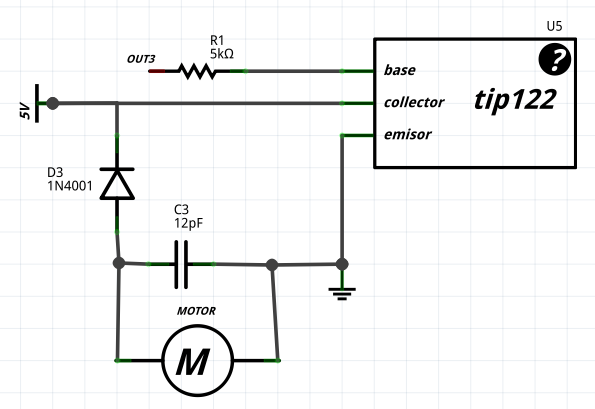 U5
R1
5kΩ
OUT3
base
?
5V
collector
tip122
emisor
D3
1N4001
C3
12pF
MOTOR
M